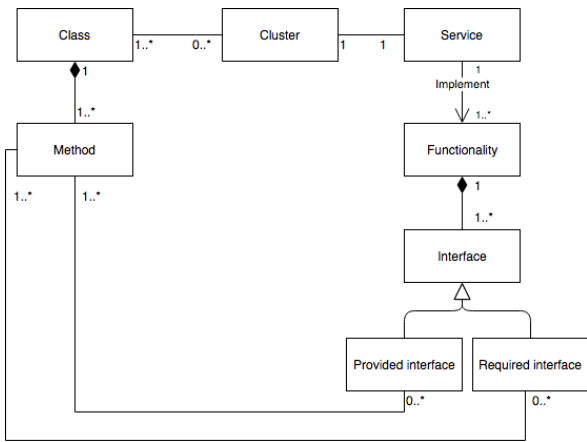 Class
Cluster
Service
1..*
0..*
1
1
1
1
Implement
1..*
1..*
Method
Functionality
1..*
1..*
1
1..*
Interface
Provided interface
Required interface
0..*
0..*